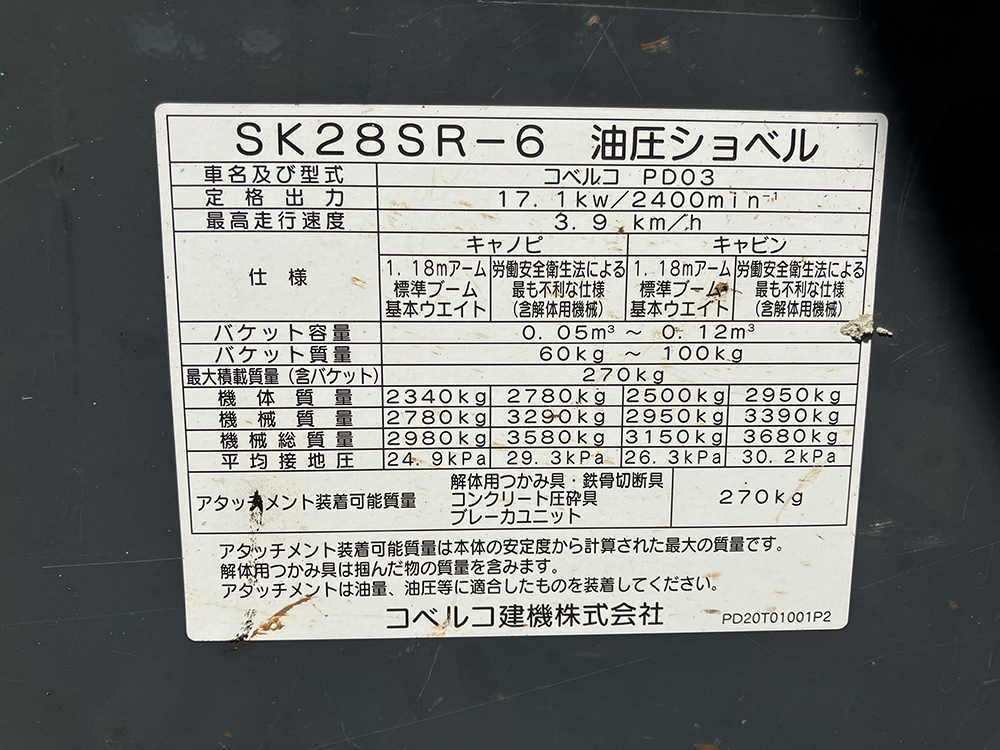 SK28SR-6 油圧ショベル
車名及び型式 コベルコ PD03
定格出力 17.1kw/2400min⁻¹
最高走行速度 3.9 km/h
仕様 キャノピ キャビン
1.18mアーム 労働安全衛生法による 1.18mアーム 労働安全衛生法による
標準ブーム 最も不利な仕様 標準ブーム 最も不利な仕様
基本ウエイト (含解体用機械) 基本ウエイト (含解体用機械)
バケット容量 0.05m³ ~ 0.12m³
バケット質量 60kg ~ 100kg
最大積載質量(含バケット) 270kg
機体質量 2340kg 2780kg 2500kg 2950kg
機械質量 2780kg 3290kg 2950kg 3390kg
機械総質量 2980kg 3580kg 3150kg 3680kg
平均接地圧 24.9kPa 29.3kPa 26.3kPa 30.2kPa
アタッチメント装着可能質量 解体用つかみ具・鉄骨切断具 270kg
コンクリート圧砕具
ブレーカユニット
アタッチメント装着可能質量は本体の安定度から計算された最大の質量です。
解体用つかみ具は掴んだ物の質量を含みます。
アタッチメントは油量、油圧等に適合したものを装着してください。
コベルコ建機株式会社 PD20T01001P2